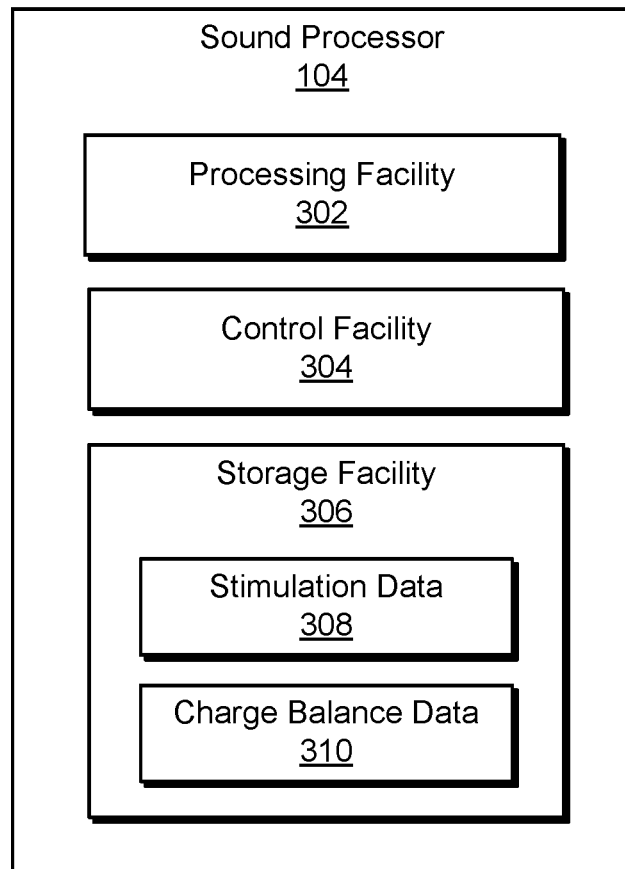 Sound Processor
104
Processing Facility
302
Control Facility
304
Storage Facility
306
Stimulation Data
308
Charge Balance Data
310